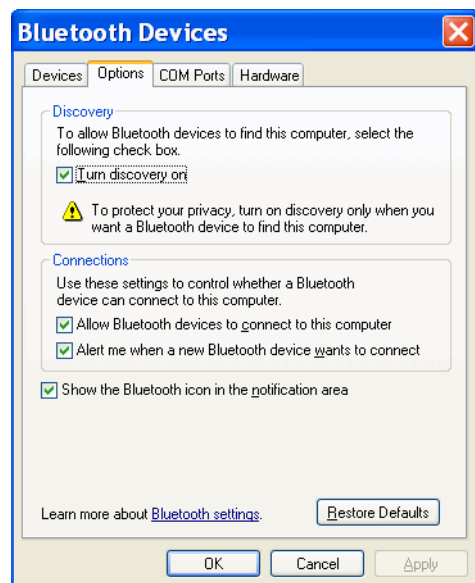 Bluetooth Devices
Devices Options COM Ports Hardware
Discovery
To allow Bluetooth devices to find this computer, select the
following check box.
Turn discovery on
To protect your privacy, turn on discovery only when you
want a Bluetooth device to find this computer.
Connections
Use these settings to control whether a Bluetooth
device can connect to this computer.
Allow Bluetooth devices to connect to this computer
Alert me when a new Bluetooth device wants to connect
Show the Bluetooth icon in the notification area
Learn more about Bluetooth settings. Restore Defaults
OK Cancel Apply